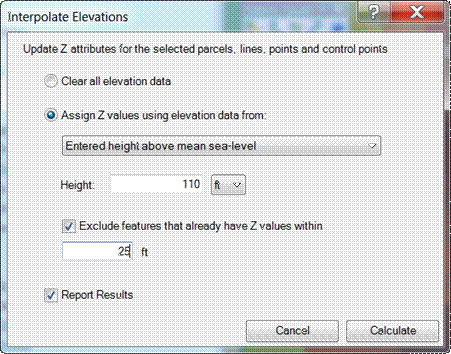 Interpolate Elevations
?
Update Z attributes for the selected parcels, lines, points and control points
Clear all elevation data
Assign Z values using elevation data from:
Entered height above mean sea-level
Height: 110 ft
Exclude features that already have Z values within
25 ft
Report Results
Cancel Calculate